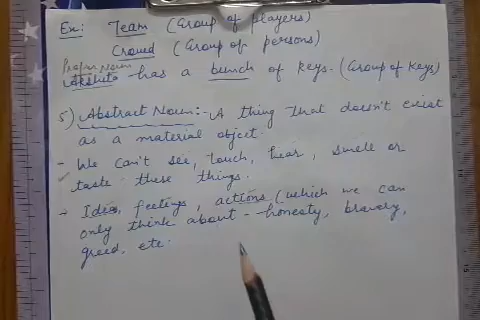 Ex: Team (Group of players)
Crowd (Group of persons)
Proper Noun
Akshita has a bunch of keys. (Group of keys)
5) Abstract Noun:- A thing that doesn't exist
as a material object.
- We can't see, touch, hear, smell or
taste these things.
- Ideas, feelings, actions (which we can
only think about - honesty, bravery,
greed, etc.